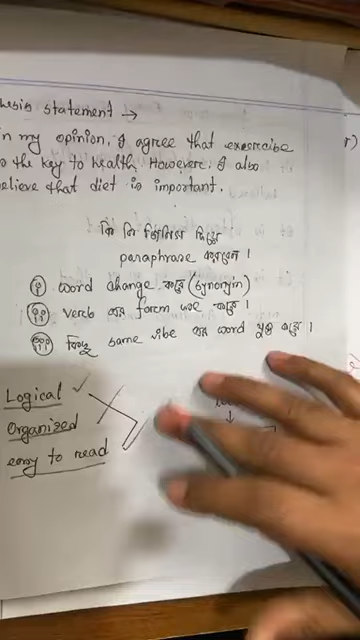 thesis statement →
In my opinion, I agree that exercise
is the key to health. However, I also
believe that diet is important.
কি কি জিনিস দিয়ে
paraphrase করবেন ।
(i) word change করে (synonym)
(ii) verb এর form করে ।
(iii) কিছু same vibe এর word যুক্ত করে ।
Logical ✓
Organized
easy to read